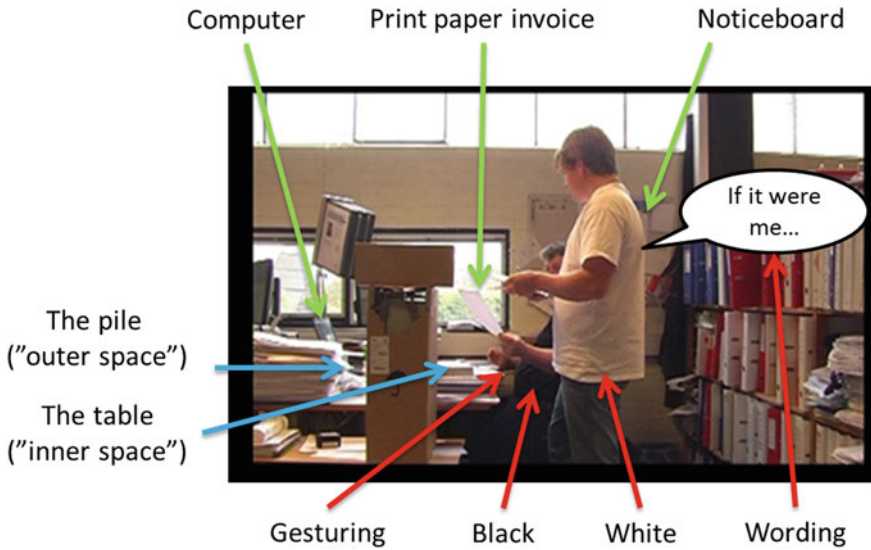 Computer
Print paper invoice
Noticeboard
If it were
me...
The pile
(”outer space”)
The table
(”inner space”)
Gesturing
Black
White
Wording